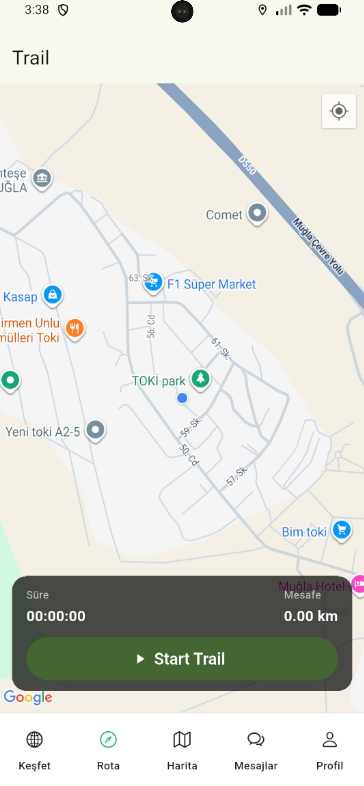 3:38
Trail
nteşe
UĞLA
D550
Comet
Muğla Çevre Yolu
63. Sk.
F1 Süper Market
Kasap
56. Cd
irmen Unlu
mülleri Toki
61. Sk.
TOKİ park
59. Sk.
Yeni toki A2-5
50. Cd
57. Sk.
Bim toki
Muğla Hotel
Süre
Mesafe
00:00:00
0.00 km
Start Trail
Google
Keşfet
Rota
Harita
Mesajlar
Profil